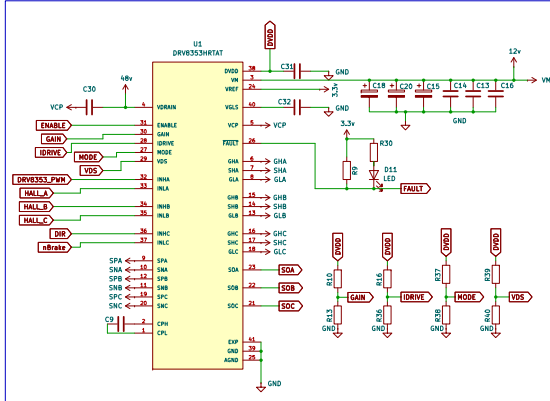 U1
DRV8353HRTAT
DVDD
12v
48v
C30
VCP
4 VDRAIN
DVDD 38
C31
GND
VM 3
VM
VREF 24
3.3v
C18 C20 C15 C14 C13 C16
GND
VGLS 40
C32
GND
VCP 5
VCP
ENABLE 31 ENABLE
GAIN 30 GAIN
IDRIVE 28 IDRIVE
MODE 27 MODE
VDS 29 VDS
FAULT 26
3.3v
R9
R30
D11
LED
FAULT
DRV8353_PWM 32 INHA
HALL_A 33 INLA
HALL_B 34 INHB
HALL_C 35 INLB
DIR 36 INHC
nBrake 37 INLC
GHA 6 GHA
SHA 7 SHA
GLA 8 GLA
GHB 15 GHB
SHB 14 SHB
GLB 13 GLB
GHC 16 GHC
SHC 17 SHC
GLC 18 GLC
SPA 9 SPA
SNA 10 SNA
SPB 12 SPB
SNB 11 SNB
SPC 19 SPC
SNC 20 SNC
SOA 23 SOA
SOB 22 SOB
SOC 21 SOC
C9
2 CPH
1 CPL
EXP 41
GND 39
AGND 25
GND
DVDD DVDD DVDD DVDD
R10 R16 R37 R39
GAIN IDRIVE MODE VDS
R13 R36 R38 R40
GND GND GND GND